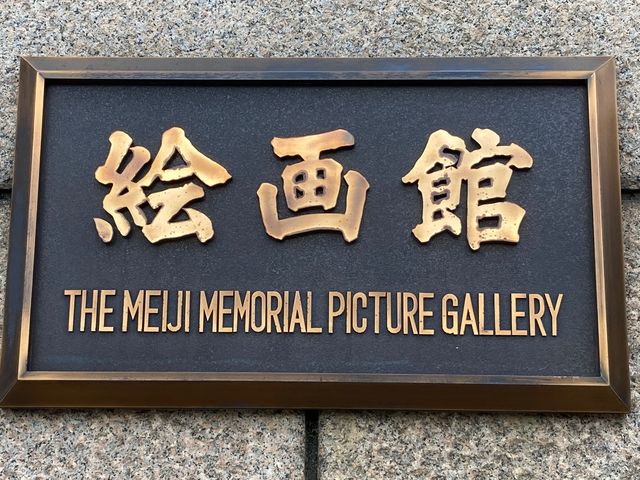 絵画館
THE MEIJI MEMORIAL PICTURE GALLERY